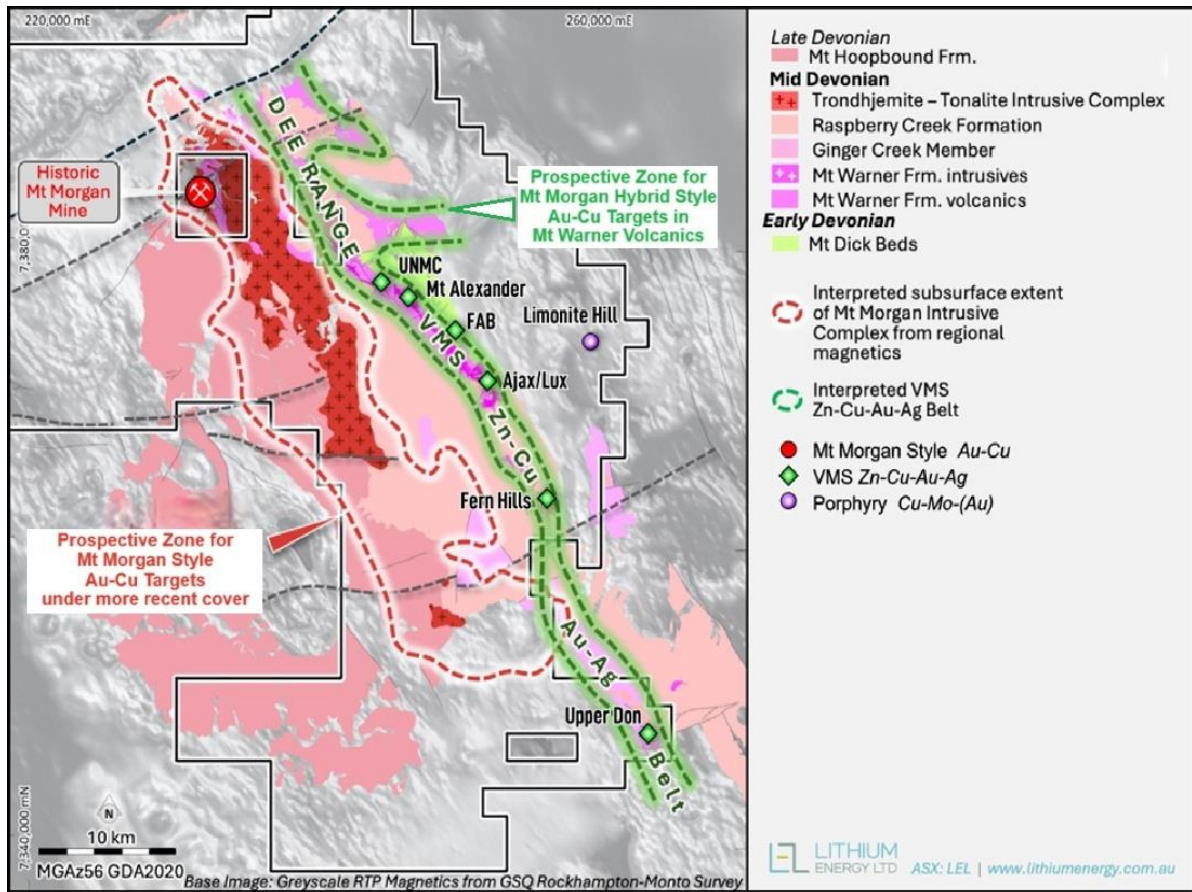 220,000 mE
260,000 mE
7,380,000 mN
7,340,000 mN
Historic
Mt Morgan
Mine
DEE RANGE
VMS
Zn-Cu
Au-Ag
Belt
Prospective Zone for
Mt Morgan Hybrid Style
Au-Cu Targets in
Mt Warner Volcanics
UNMC
Mt Alexander
FAB
Limonite Hill
Ajax/Lux
Fern Hills
Upper Don
Prospective Zone for
Mt Morgan Style
Au-Cu Targets
under more recent cover
N
10 km
MGAz56 GDA2020
Base Image: Greyscale RTP Magnetics from GSQ Rockhampton-Monto Survey
Late Devonian
Mt Hoopbound Frm.
Mid Devonian
Trondhjemite – Tonalite Intrusive Complex
Raspberry Creek Formation
Ginger Creek Member
Mt Warner Frm. intrusives
Mt Warner Frm. volcanics
Early Devonian
Mt Dick Beds
Interpreted subsurface extent
of Mt Morgan Intrusive
Complex from regional
magnetics
Interpreted VMS
Zn-Cu-Au-Ag Belt
Mt Morgan Style Au-Cu
VMS Zn-Cu-Au-Ag
Porphyry Cu-Mo-(Au)
LITHIUM
ENERGY LTD
ASX: LEL | www.lithiumenergy.com.au